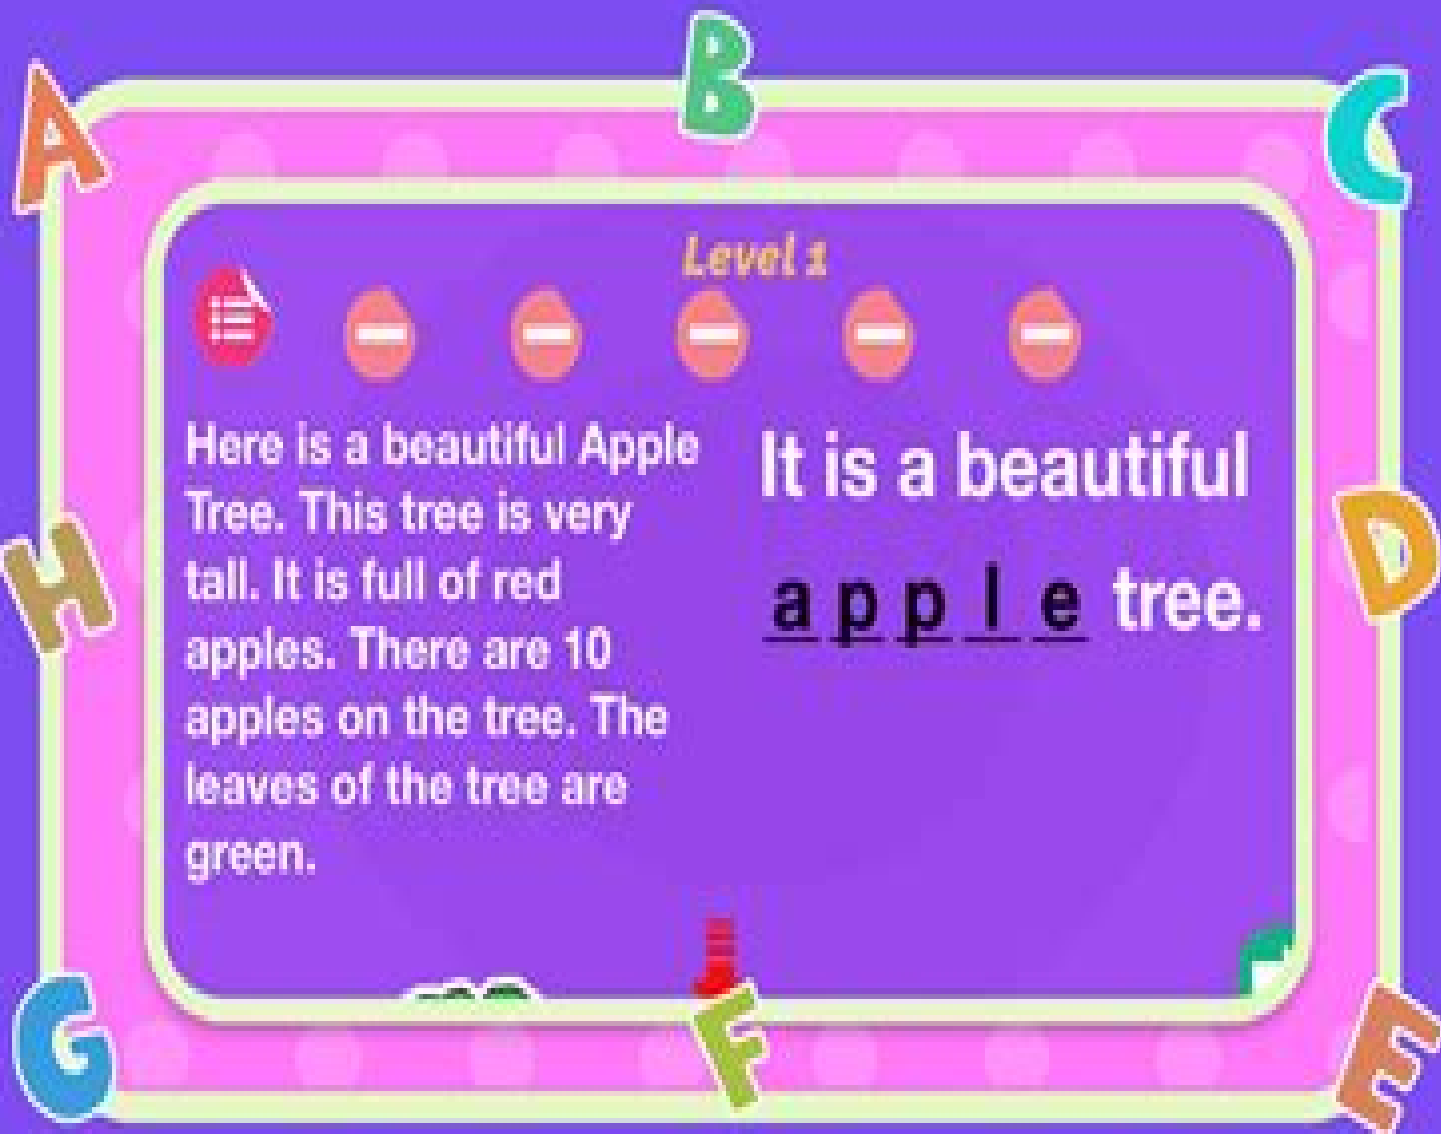 B
A
C
Level 1
Here is a beautiful Apple
Tree. This tree is very
tall. It is full of red
apples. There are 10
apples on the tree. The
leaves of the tree are
green.
It is a beautiful
apple tree.
H
D
G
F
E